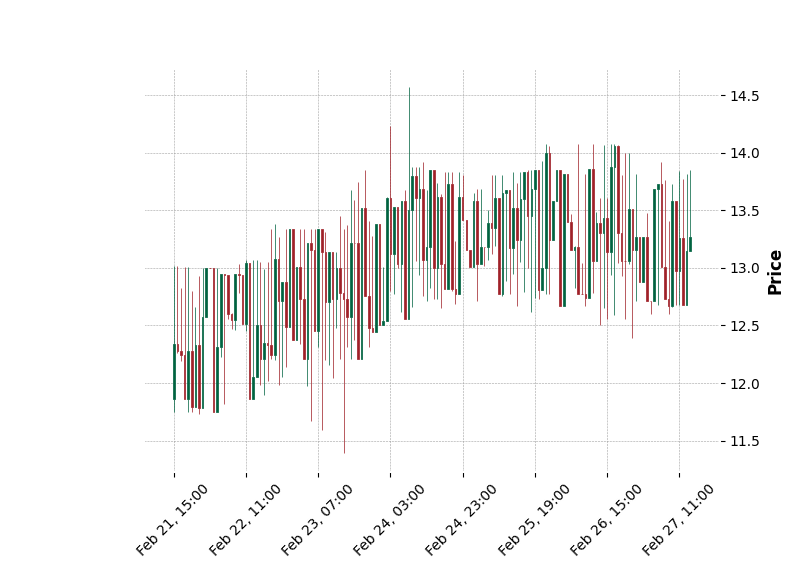 14.5
14.0
13.5
13.0
12.5
12.0
11.5
Price
Feb 21, 15:00
Feb 22, 11:00
Feb 23, 07:00
Feb 24, 03:00
Feb 24, 23:00
Feb 25, 19:00
Feb 26, 15:00
Feb 27, 11:00